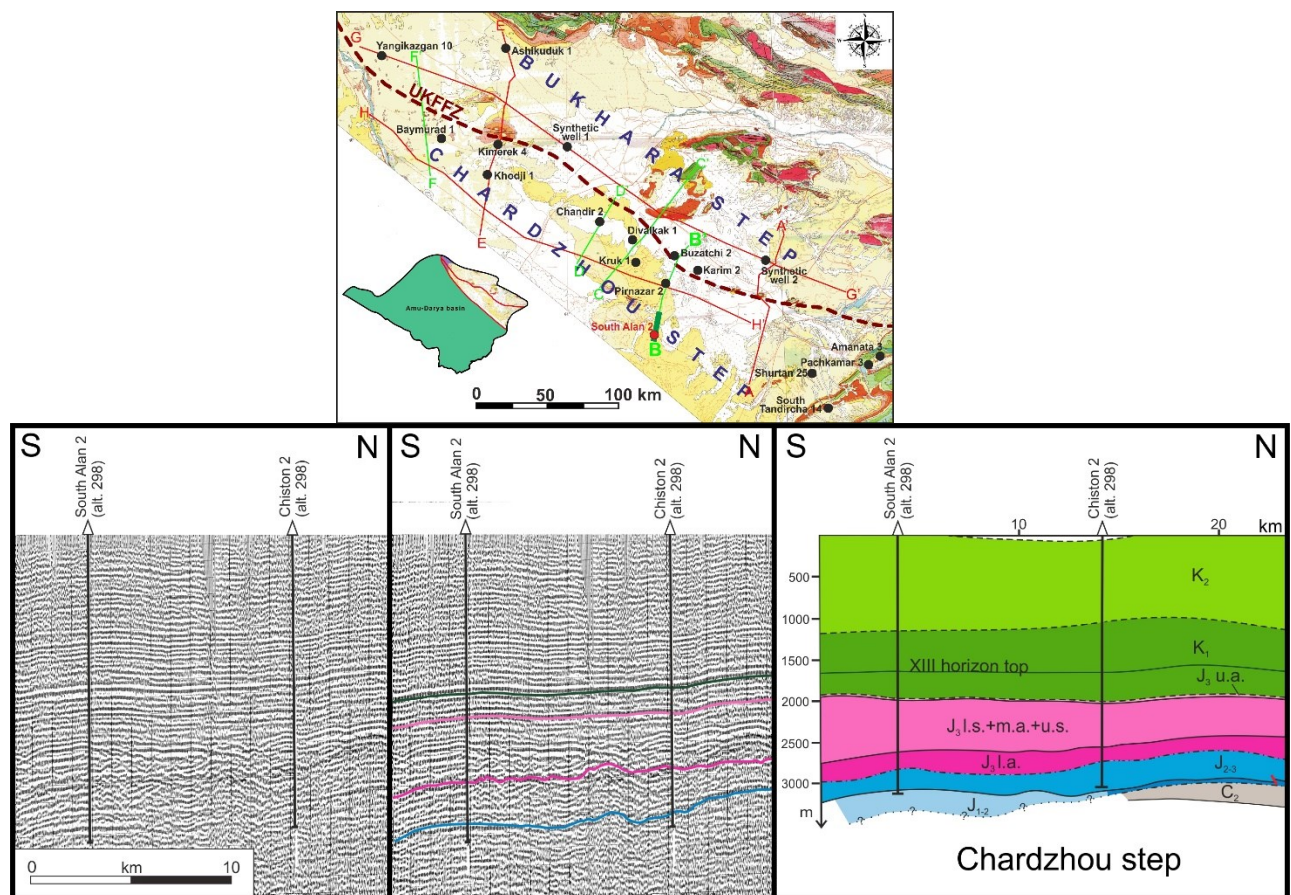 E
G
Yangikazgan 10
F
Ashikuduk 1
BUKHARA STEP
UKFFZ
H
Baymurad 1
Synthetic
well 1
Kimerek 4
C'
CHARDZHOU STEP
Khodji 1
F
D
Chandir 2
A'
E
Divalkak 1
B'
Buzatchi 2
Kruk 1
D
Karim 2
Synthetic
well 2
C
Pirnazar 2
G'
Amu-Darya basin
H'
South Alan 2
B
Amanata 3
Pachkamar 3
A
Shurtan 25
0 50 100 km
South
Tandircha 14
S N
South Alan 2
(alt. 298)
Chiston 2
(alt. 298)
km
0 10
S N
South Alan 2
(alt. 298)
Chiston 2
(alt. 298)
S N
South Alan 2
(alt. 298)
Chiston 2
(alt. 298)
10 20 km
500
K₂
1000
K₁
1500
XIII horizon top
J₃ u.a.
2000
J₃ l.s.+m.a.+u.s.
2500
J₃ l.a.
J₂₋₃
3000
C₂
m
J₁₋₂
? ? ? ? ?
Chardzhou step